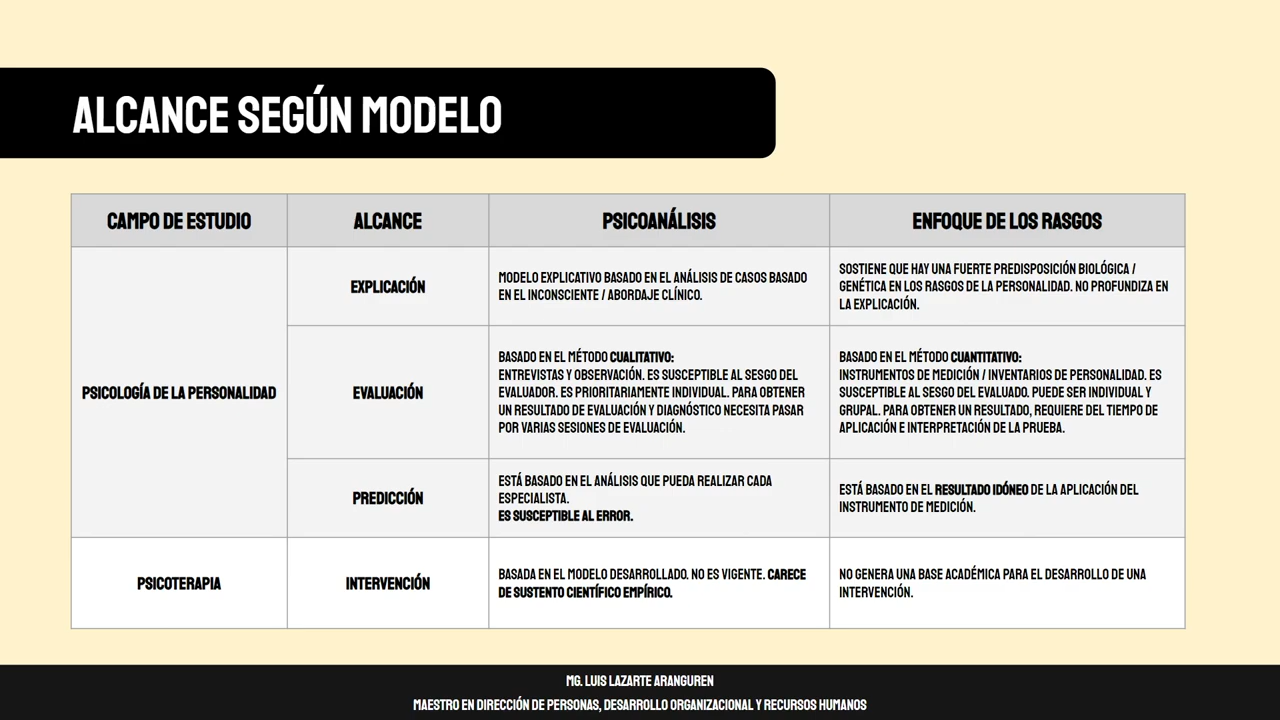 ALCANCE SEGÚN MODELO
CAMPO DE ESTUDIO
ALCANCE
PSICOANÁLISIS
ENFOQUE DE LOS RASGOS
PSICOLOGÍA DE LA PERSONALIDAD
EXPLICACIÓN
MODELO EXPLICATIVO BASADO EN EL ANÁLISIS DE CASOS BASADO
EN EL INCONSCIENTE / ABORDAJE CLÍNICO.
SOSTIENE QUE HAY UNA FUERTE PREDISPOSICIÓN BIOLÓGICA /
GENÉTICA EN LOS RASGOS DE LA PERSONALIDAD. NO PROFUNDIZA EN
LA EXPLICACIÓN.
EVALUACIÓN
BASADO EN EL MÉTODO CUALITATIVO:
ENTREVISTAS Y OBSERVACIÓN. ES SUSCEPTIBLE AL SESGO DEL
EVALUADOR. ES PRIORITARIAMENTE INDIVIDUAL. PARA OBTENER
UN RESULTADO DE EVALUACIÓN Y DIAGNÓSTICO NECESITA PASAR
POR VARIAS SESIONES DE EVALUACIÓN.
BASADO EN EL MÉTODO CUANTITATIVO:
INSTRUMENTOS DE MEDICIÓN / INVENTARIOS DE PERSONALIDAD. ES
SUSCEPTIBLE AL SESGO DEL EVALUADO. PUEDE SER INDIVIDUAL Y
GRUPAL. PARA OBTENER UN RESULTADO, REQUIERE DEL TIEMPO DE
APLICACIÓN E INTERPRETACIÓN DE LA PRUEBA.
PREDICCIÓN
ESTÁ BASADO EN EL ANÁLISIS QUE PUEDA REALIZAR CADA
ESPECIALISTA.
ES SUSCEPTIBLE AL ERROR.
ESTÁ BASADO EN EL RESULTADO IDÓNEO DE LA APLICACIÓN DEL
INSTRUMENTO DE MEDICIÓN.
PSICOTERAPIA
INTERVENCIÓN
BASADA EN EL MODELO DESARROLLADO. NO ES VIGENTE. CARECE
DE SUSTENTO CIENTÍFICO EMPÍRICO.
NO GENERA UNA BASE ACADÉMICA PARA EL DESARROLLO DE UNA
INTERVENCIÓN.
MG. LUIS LAZARTE ARANGUREN
MAESTRO EN DIRECCIÓN DE PERSONAS, DESARROLLO ORGANIZACIONAL Y RECURSOS HUMANOS